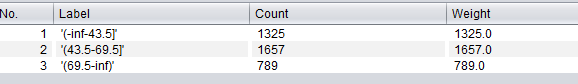 No. Label Count Weight
1 '(-inf-43.5]' 1325 1325.0
2 '(43.5-69.5]' 1657 1657.0
3 '(69.5-inf)' 789 789.0